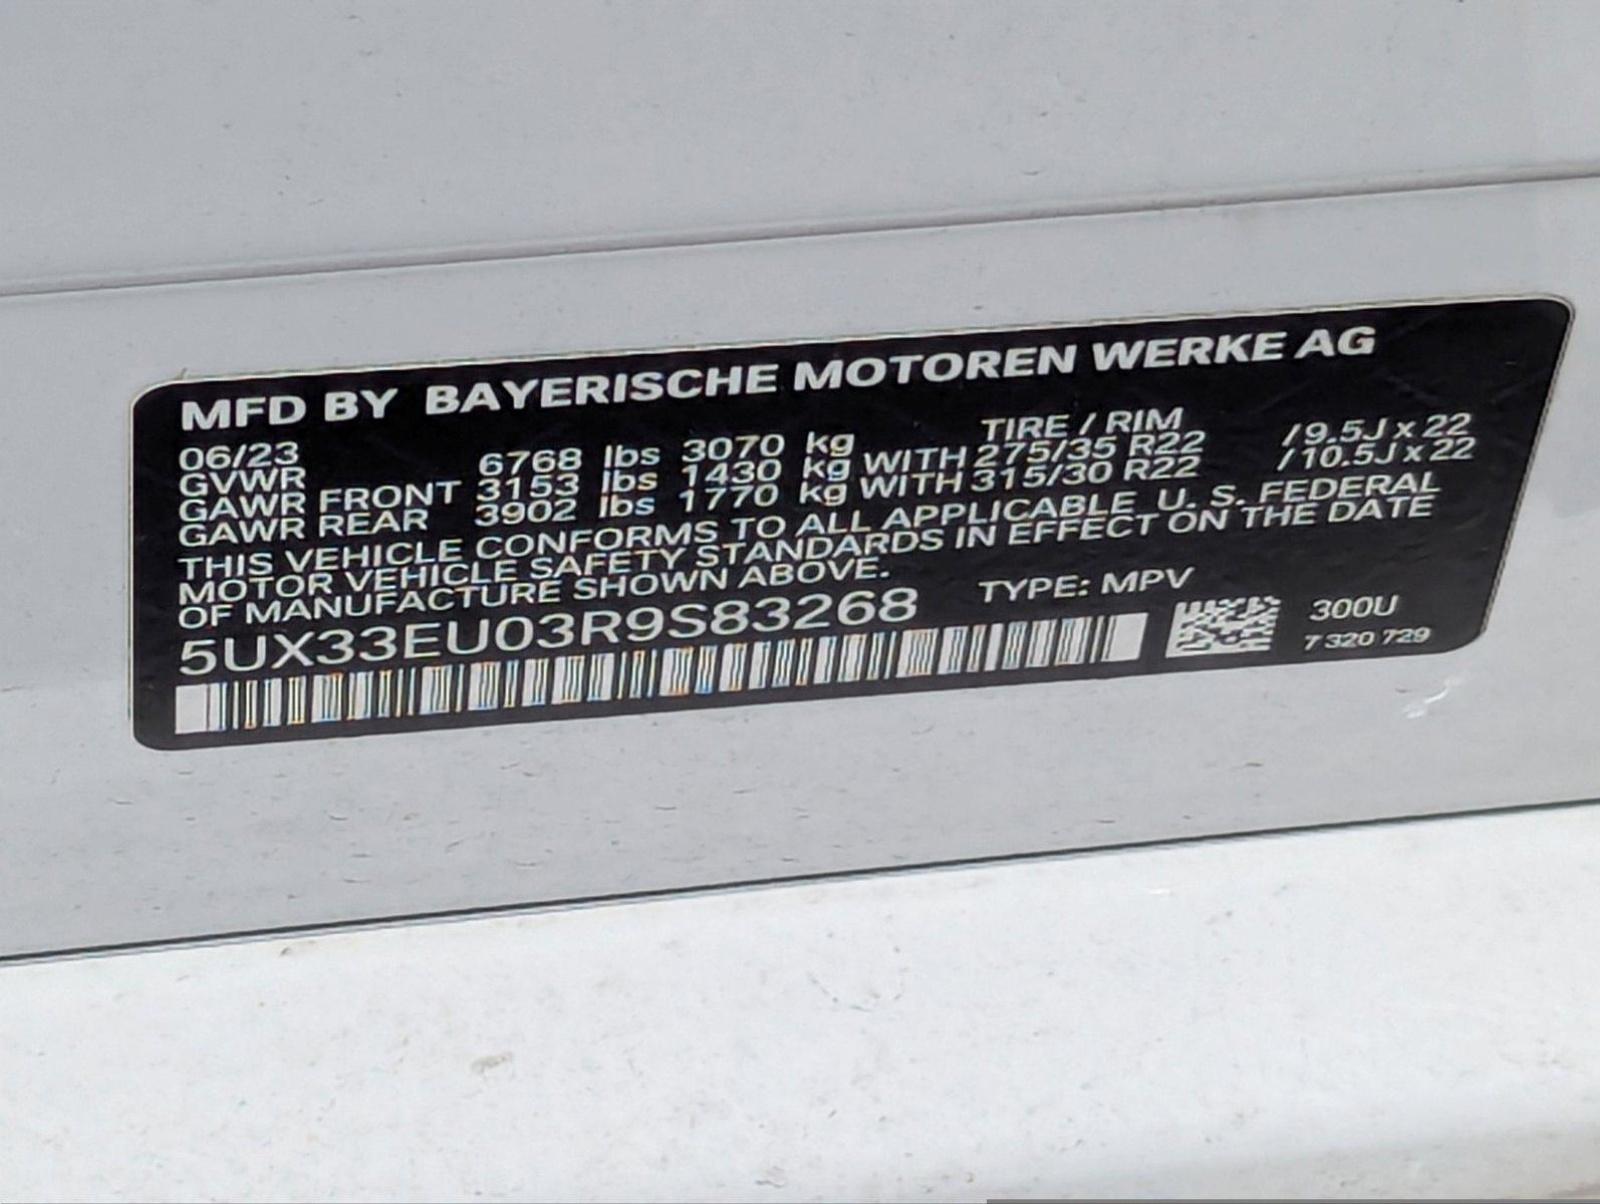 MFD BY BAYERISCHE MOTOREN WERKE AG
06/23 TIRE / RIM
GVWR 6768 lbs 3070 kg
GAWR FRONT 3153 lbs 1430 kg WITH 275/35 R22 / 9.5J x 22
GAWR REAR 3902 lbs 1770 kg WITH 315/30 R22 / 10.5J x 22
THIS VEHICLE CONFORMS TO ALL APPLICABLE U. S. FEDERAL
MOTOR VEHICLE SAFETY STANDARDS IN EFFECT ON THE DATE
OF MANUFACTURE SHOWN ABOVE.
5UX33EU03R9S83268 TYPE: MPV
300U
7 320 729